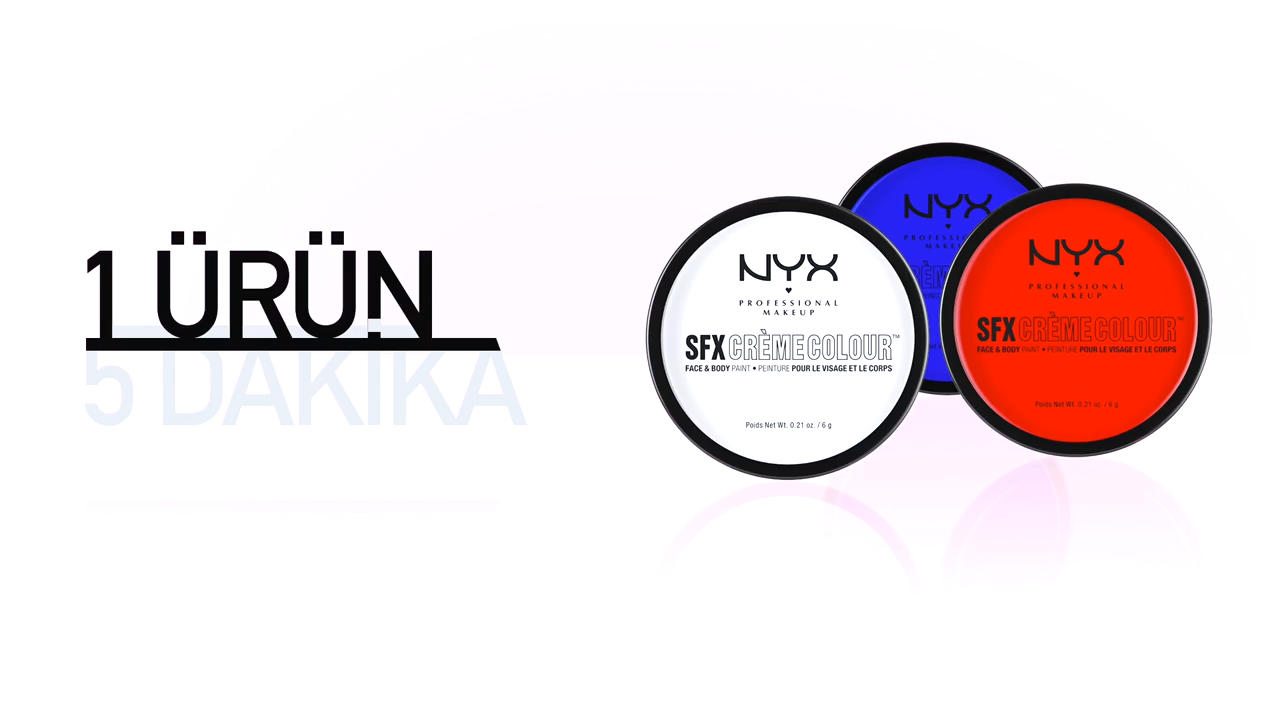 1 ÜRÜN
5 DAKİKA
NYX
PROFESSIONAL
MAKEUP
SFX CRÈME COLOUR™
FACE & BODY PAINT • PEINTURE POUR LE VISAGE ET LE CORPS
Poids Net Wt. 0.21 oz. / 6 g
NYX
NYX
PROFESSIONAL
MAKEUP
SFX CRÈME COLOUR™
FACE & BODY PAINT • PEINTURE POUR LE VISAGE ET LE CORPS
Poids Net Wt. 0.21 oz. / 6 g